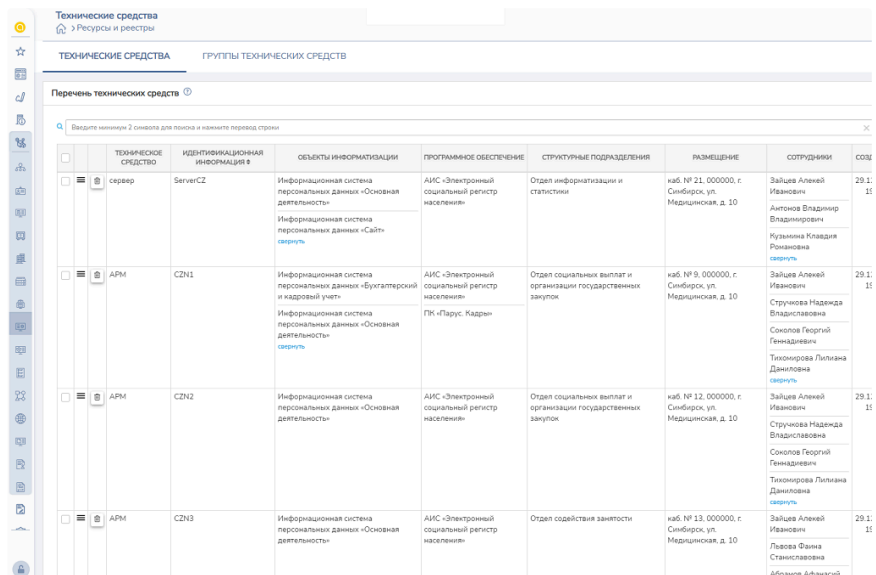 Технические средства
Ресурсы и реестры
ТЕХНИЧЕСКИЕ СРЕДСТВА ГРУППЫ ТЕХНИЧЕСКИХ СРЕДСТВ
Перечень технических средств
Введите минимум 2 символа для поиска и нажмите перевод строки
ТЕХНИЧЕСКОЕ СРЕДСТВО
ИДЕНТИФИКАЦИОННАЯ ИНФОРМАЦИЯ
ОБЪЕКТЫ ИНФОРМАТИЗАЦИИ
ПРОГРАММНОЕ ОБЕСПЕЧЕНИЕ
СТРУКТУРНЫЕ ПОДРАЗДЕЛЕНИЯ
РАЗМЕЩЕНИЕ
СОТРУДНИКИ
сервер
ServerCZ
Информационная система
персональных данных «Основная
деятельность»
Информационная система
персональных данных «Сайт»
свернуть
АИС «Электронный
социальный регистр
населения»
Отдел информатизации и
статистики
каб. № 21, 000000, г.
Симбирск, ул.
Медицинская, д. 10
Зайцев Алекей
Иванович
Антонов Владимир
Владимирович
Кузьмина Клавдия
Романовна
свернуть
АРМ
CZN1
Информационная система
персональных данных «Бухгалтерский
и кадровый учет»
Информационная система
персональных данных «Основная
деятельность»
свернуть
АИС «Электронный
социальный регистр
населения»
ПК «Парус. Кадры»
Отдел социальных выплат и
организации государственных
закупок
каб. № 9, 000000, г.
Симбирск, ул.
Медицинская, д. 10
Зайцев Алекей
Иванович
Стручкова Надежда
Владиславовна
Соколов Георгий
Геннадиевич
Тихомирова Лилиана
Даниловна
свернуть
АРМ
CZN2
Информационная система
персональных данных «Основная
деятельность»
АИС «Электронный
социальный регистр
населения»
Отдел социальных выплат и
организации государственных
закупок
каб. № 12, 000000, г.
Симбирск, ул.
Медицинская, д. 10
Зайцев Алекей
Иванович
Стручкова Надежда
Владиславовна
Соколов Георгий
Геннадиевич
Тихомирова Лилиана
Даниловна
свернуть
АРМ
CZN3
Информационная система
персональных данных «Основная
деятельность»
АИС «Электронный
социальный регистр
населения»
Отдел содействия занятости
каб. № 13, 000000, г.
Симбирск, ул.
Медицинская, д. 10
Зайцев Алекей
Иванович
Львова Фаина
Станиславовна
Абрамов Афанасий